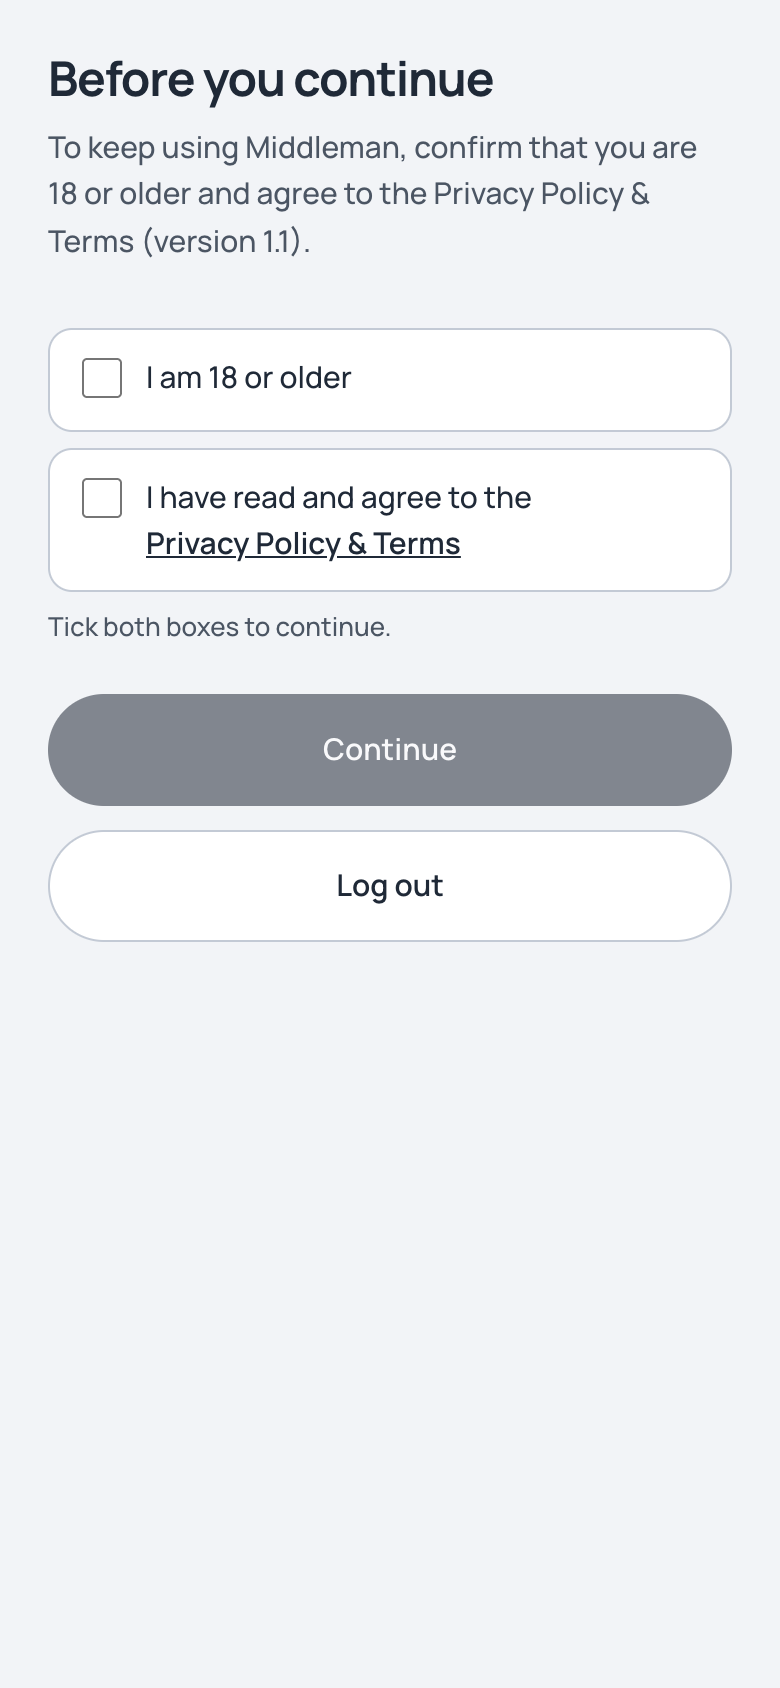 Before you continue
To keep using Middleman, confirm that you are
18 or older and agree to the Privacy Policy &
Terms (version 1.1).
I am 18 or older
I have read and agree to the
Privacy Policy & Terms
Tick both boxes to continue.
Continue
Log out